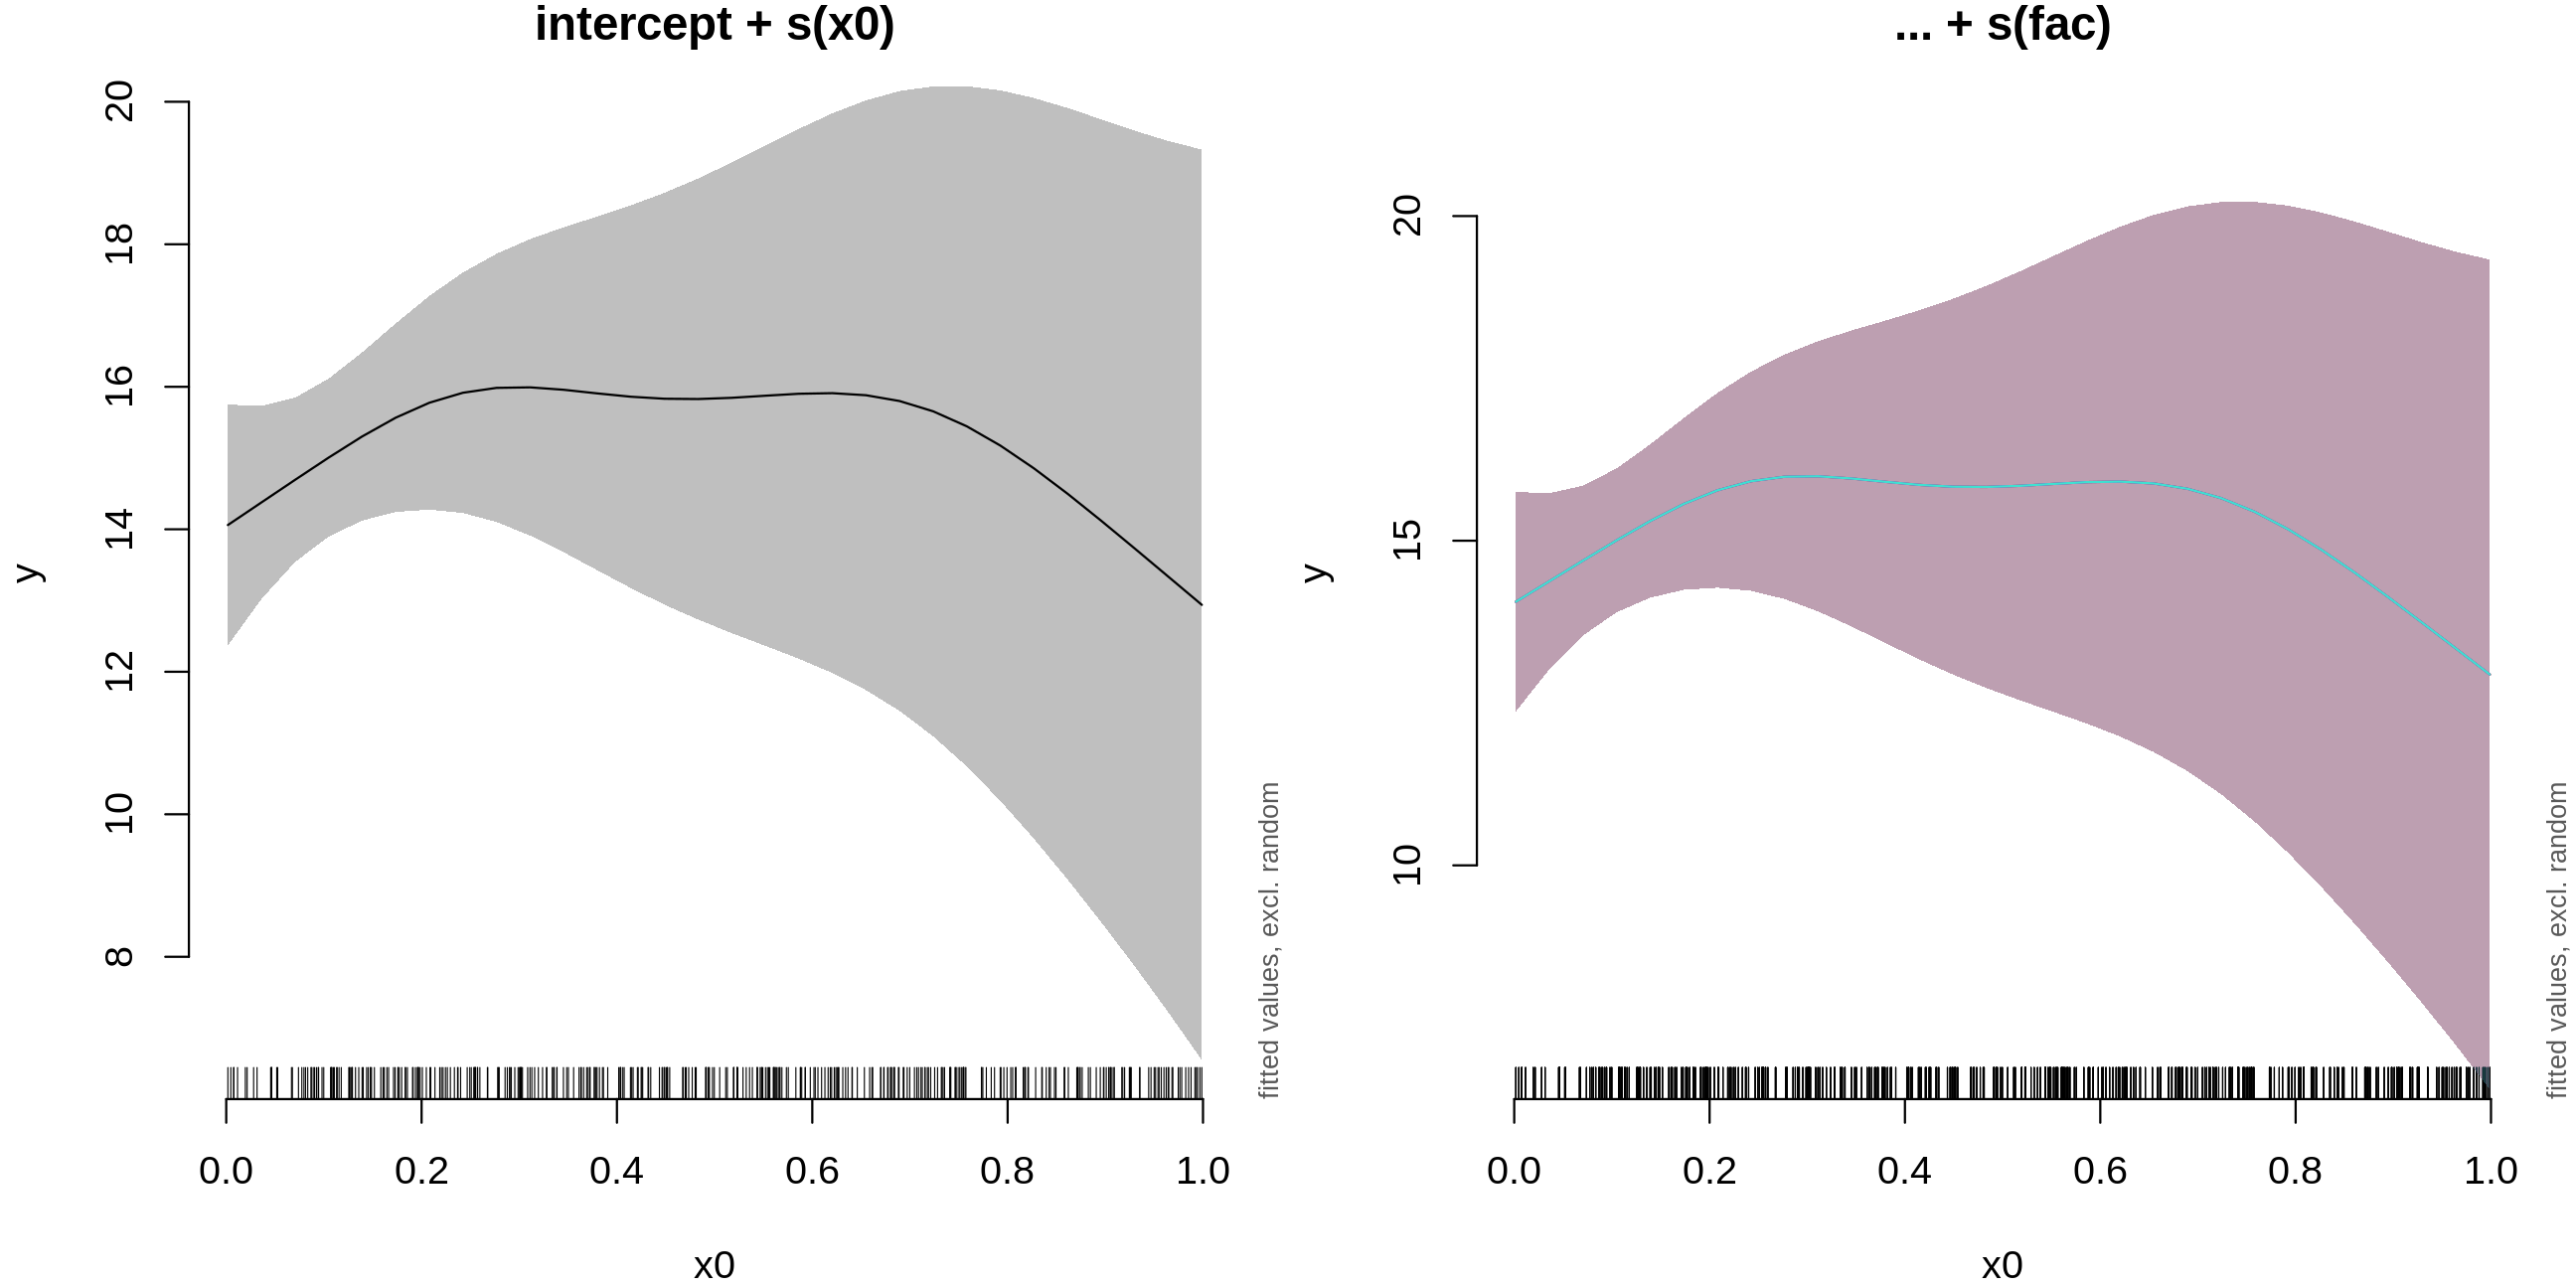 intercept + s(x0)
y
20
18
16
14
12
10
8
0.0 0.2 0.4 0.6 0.8 1.0
x0
fitted values, excl. random
... + s(fac)
y
20
15
10
0.0 0.2 0.4 0.6 0.8 1.0
x0
fitted values, excl. random